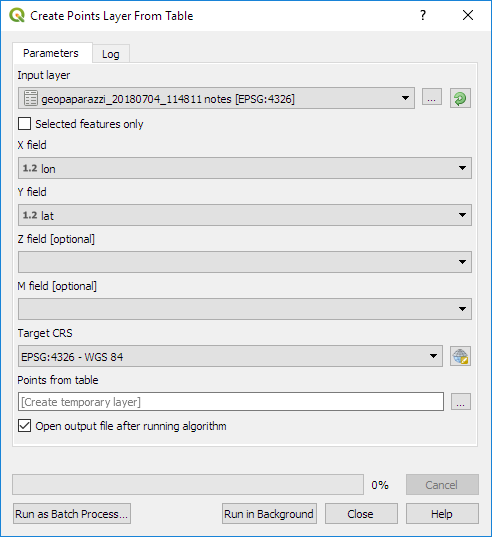 Create Points Layer From Table
?
Parameters Log
Input layer
geopaparazzi_20180704_114811 notes [EPSG:4326]
...
Selected features only
X field
1.2 lon
Y field
1.2 lat
Z field [optional]
M field [optional]
Target CRS
EPSG:4326 - WGS 84
Points from table
[Create temporary layer]
...
Open output file after running algorithm
0% Cancel
Run as Batch Process... Run in Background Close Help